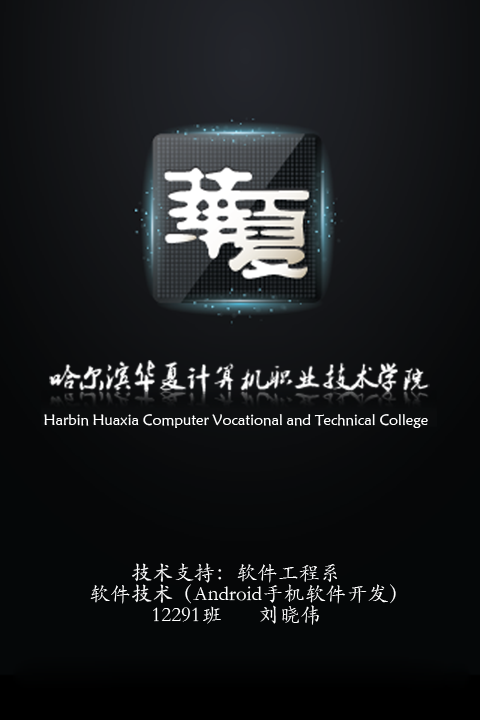 華夏
哈尔滨华夏计算机职业技术学院
Harbin Huaxia Computer Vocational and Technical College
技术支持：软件工程系
软件技术（Android手机软件开发）
12291班 刘晓伟